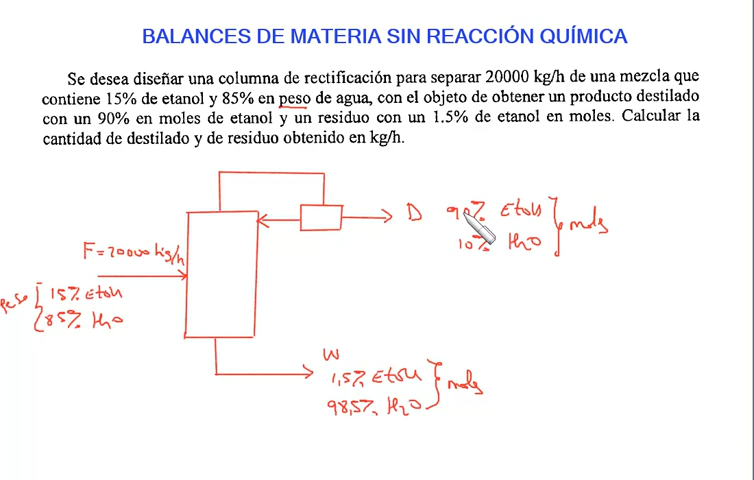 BALANCES DE MATERIA SIN REACCIÓN QUÍMICA
Se desea diseñar una columna de rectificación para separar 20000 kg/h de una mezcla que
contiene 15% de etanol y 85% en peso de agua, con el objeto de obtener un producto destilado
con un 90% en moles de etanol y un residuo con un 1.5% de etanol en moles. Calcular la
cantidad de destilado y de residuo obtenido en kg/h.
D 90% EtOH
10% H2O
moles
F = 20000 kg/h
peso
15% EtOH
85% H2O
W
1,5% EtOH
98,5% H2O
moles